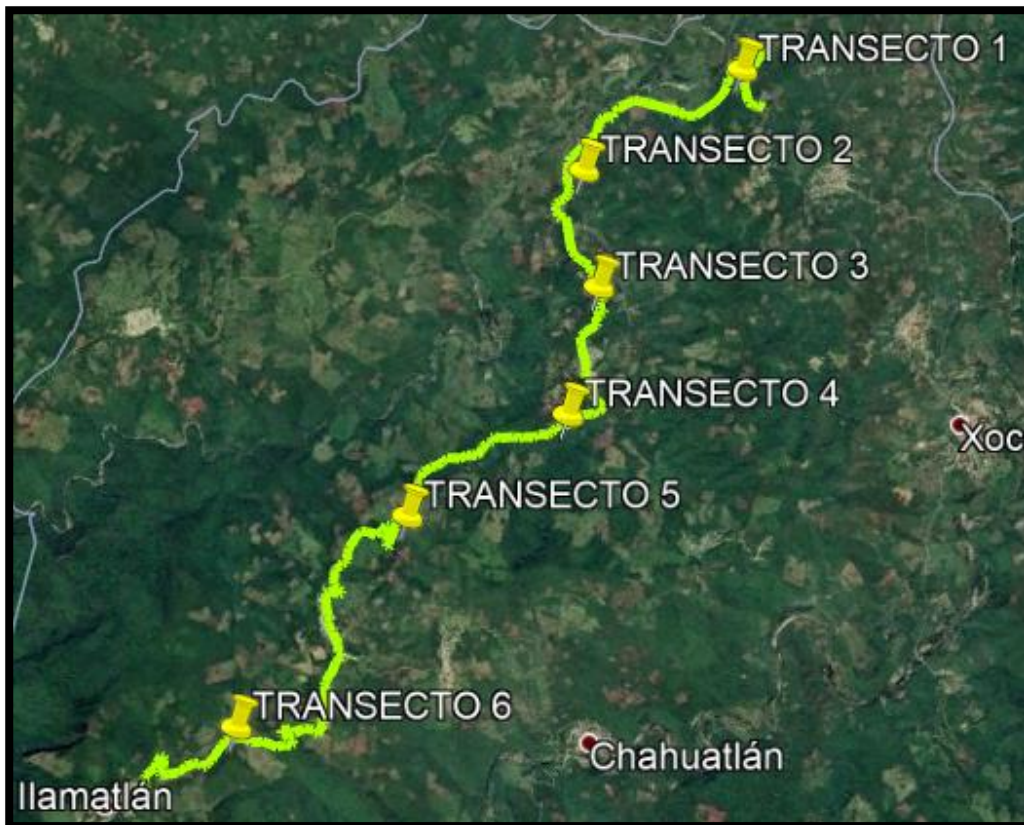 TRANSECTO 1
TRANSECTO 2
TRANSECTO 3
TRANSECTO 4
Xoc
TRANSECTO 5
TRANSECTO 6
Chahuatlán
Ilamatlán